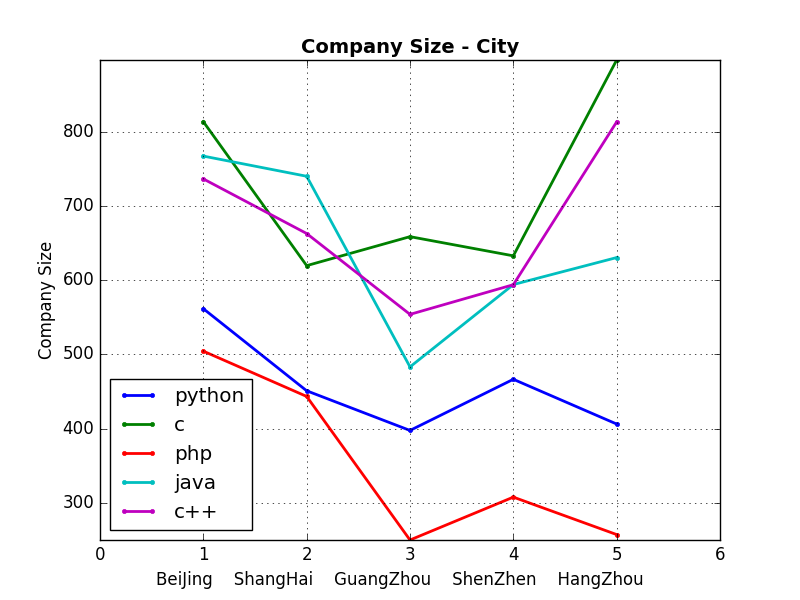 Company Size - City
Company Size
800
700
600
500
400
300
python
c
php
java
c++
0 1 2 3 4 5 6
BeiJing ShangHai GuangZhou ShenZhen HangZhou